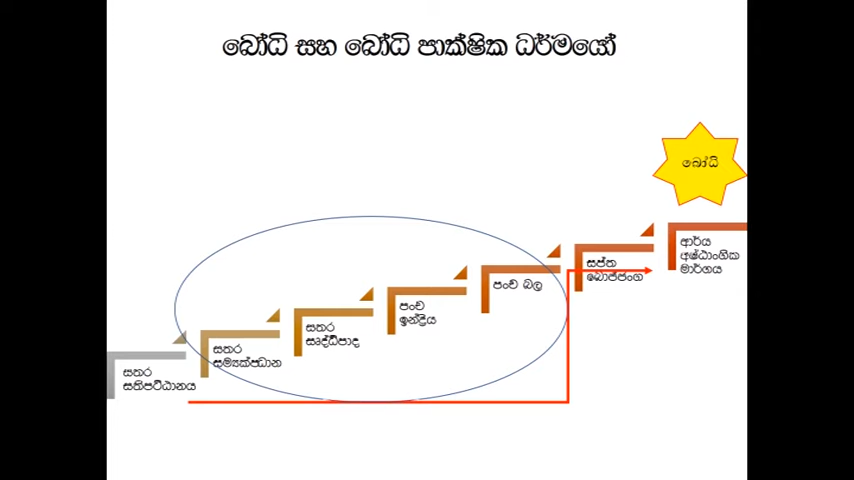 බෝධි සහ බෝධි පාක්ෂික ධර්මයෝ
බෝධි
ආර්ය
අෂ්ඨාංගික
මාර්ගය
සප්ත
බොජ්ජංග
පංච බල
පංච
ඉන්ද්‍රිය
සතර
සෘද්ධිපාද
සතර
සම්‍යක්පධාන
සතර
සතිපට්ඨානය